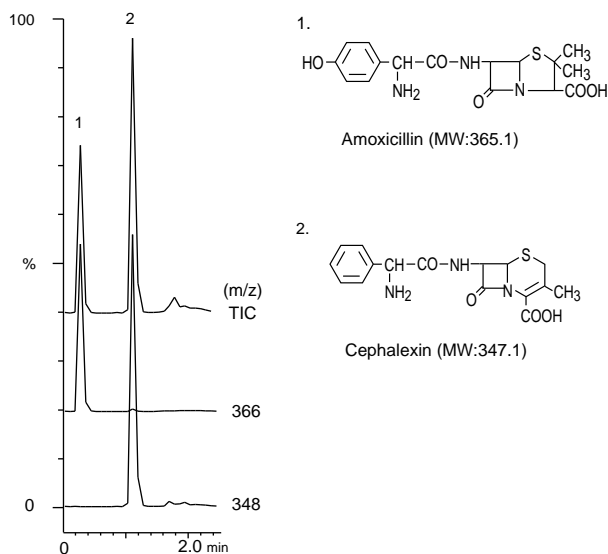 100
2
1
%
(m/z)
TIC
366
0
348
0
2.0 min
1.
HO
CH
CO
NH
NH2
S
CH3
CH3
O
N
COOH
Amoxicillin (MW:365.1)
2.
CH
CO
NH
NH2
S
O
N
CH3
COOH
Cephalexin (MW:347.1)